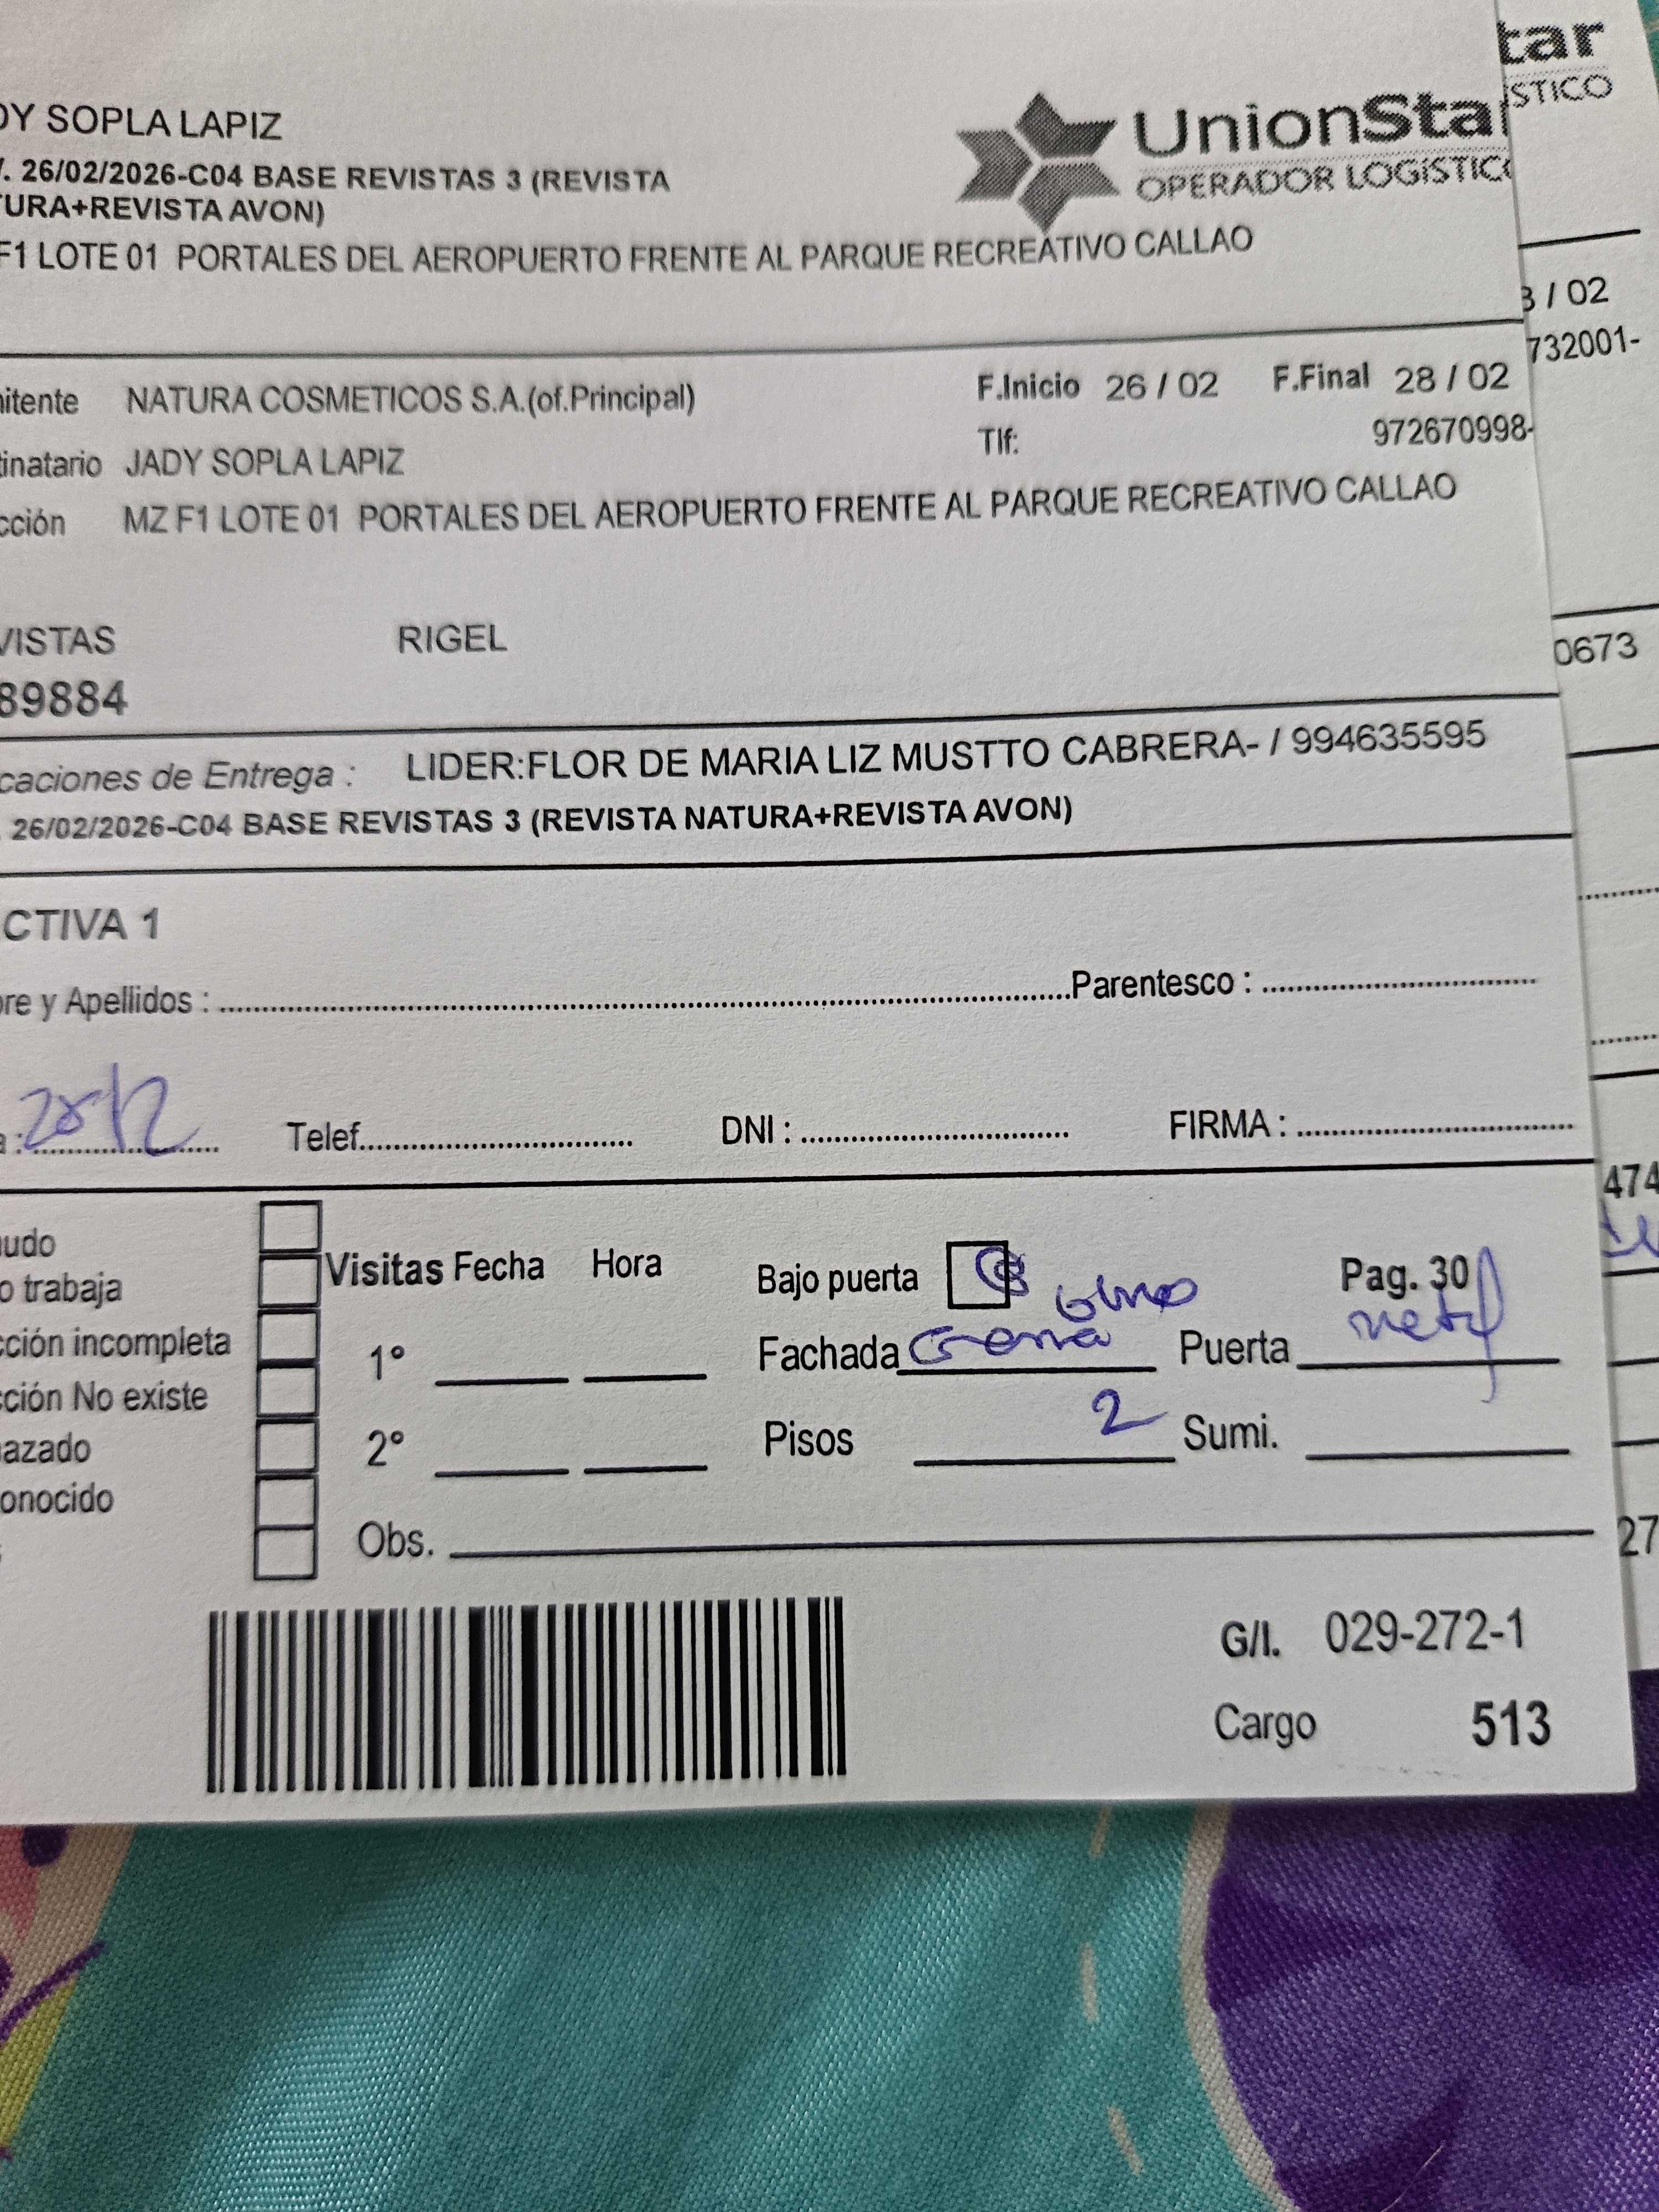 DY SOPLA LAPIZ
. 26/02/2026-C04 BASE REVISTAS 3 (REVISTA
URA+REVISTA AVON)
F1 LOTE 01 PORTALES DEL AEROPUERTO FRENTE AL PARQUE RECREATIVO CALLAO
UnionStar
OPERADOR LOGÍSTICO
tar
STICO
3 / 02
732001-
itente NATURA COSMETICOS S.A.(of.Principal) F.Inicio 26 / 02 F.Final 28 / 02
tinatario JADY SOPLA LAPIZ Tlf: 972670998-
cción MZ F1 LOTE 01 PORTALES DEL AEROPUERTO FRENTE AL PARQUE RECREATIVO CALLAO
VISTAS RIGEL
0673
89884
caciones de Entrega : LIDER:FLOR DE MARIA LIZ MUSTTO CABRERA- / 994635595
. 26/02/2026-C04 BASE REVISTAS 3 (REVISTA NATURA+REVISTA AVON)
CTIVA 1
re y Apellidos : Parentesco :
a : Telef. DNI : FIRMA :
474
udo
o trabaja
cción incompleta
cción No existe
azado
onocido
Visitas Fecha Hora
1°
2°
Bajo puerta Pag. 30
Fachada Crema Puerta metal
Pisos 2 Sumi.
Obs.
27
G/I. 029-272-1
Cargo 513